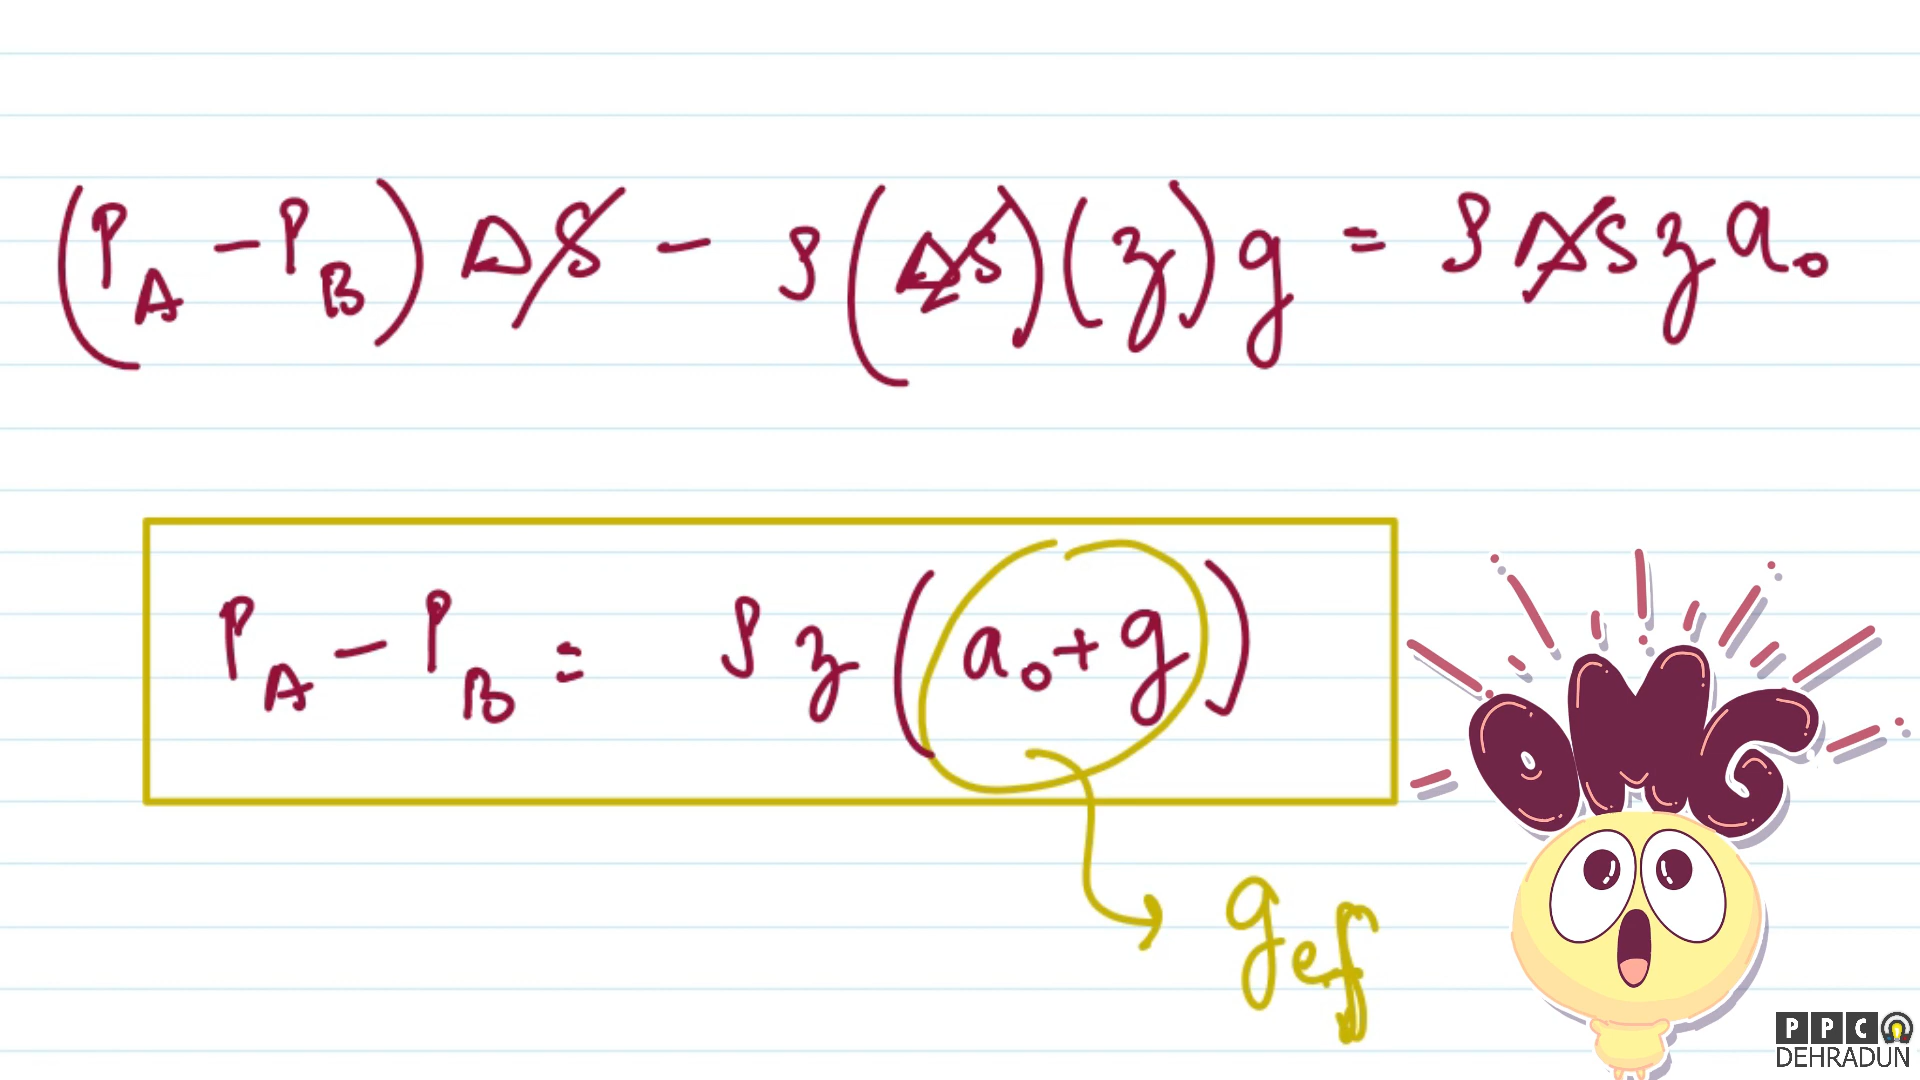 (P_A - P_B) ΔS - ρ(ΔS)(z)g = ρ ΔS z a₀
P_A - P_B = ρ z (a₀ + g)
g_eff
OMG
PPC
DEHRADUN